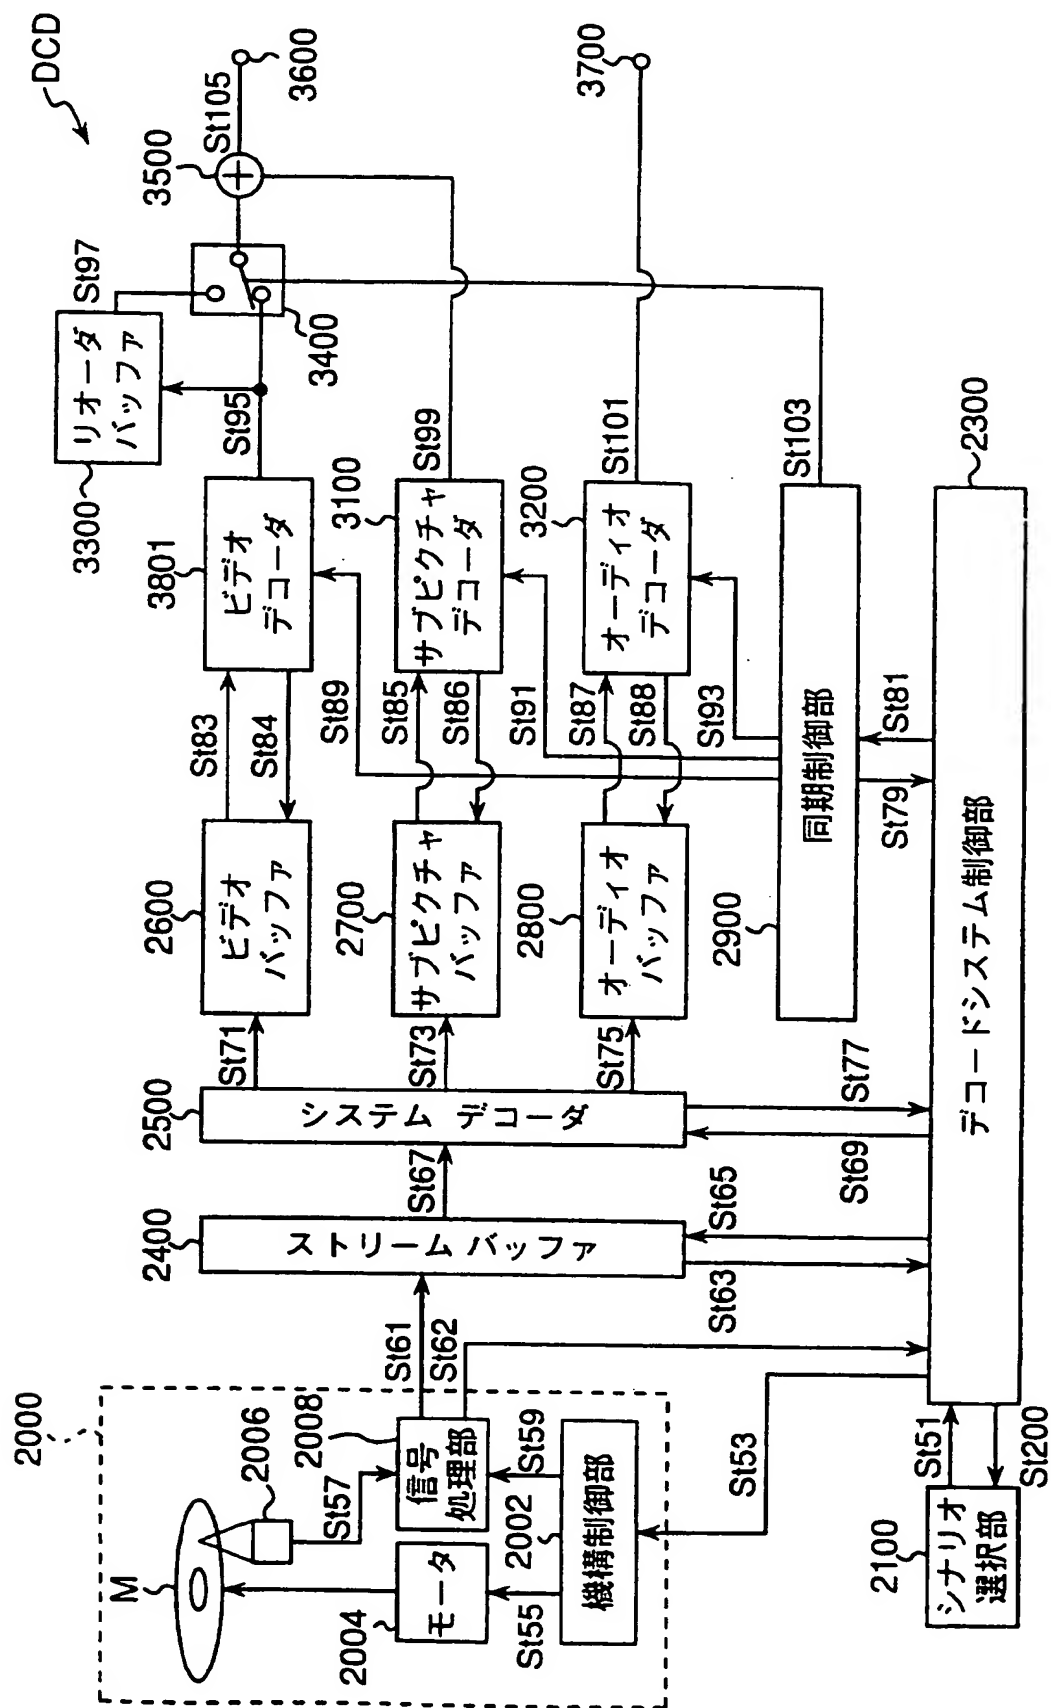 DCD
2000
M
2006
St57
2008
信号
処理部
2004
モータ
2002
St55
St59
機構制御部
St61
St62
St53
2100
シナリオ
選択部
St51
St200
2400
ストリーム バッファ
St63
St65
St67
2500
システム デコーダ
St69
St77
St71
St73
St75
2600
ビデオ
バッファ
2700
サブピクチャ
バッファ
2800
オーディオ
バッファ
2900
同期制御部
St79
St81
2300
デコードシステム制御部
St83
St84
St89
St85
St86
St91
St87
St88
St93
3801
ビデオ
デコーダ
3100
サブピクチャ
デコーダ
3200
オーディオ
デコーダ
St95
St99
St101
St103
3300
リオーダ
バッファ
St97
3400
3500
St105
3600
3700